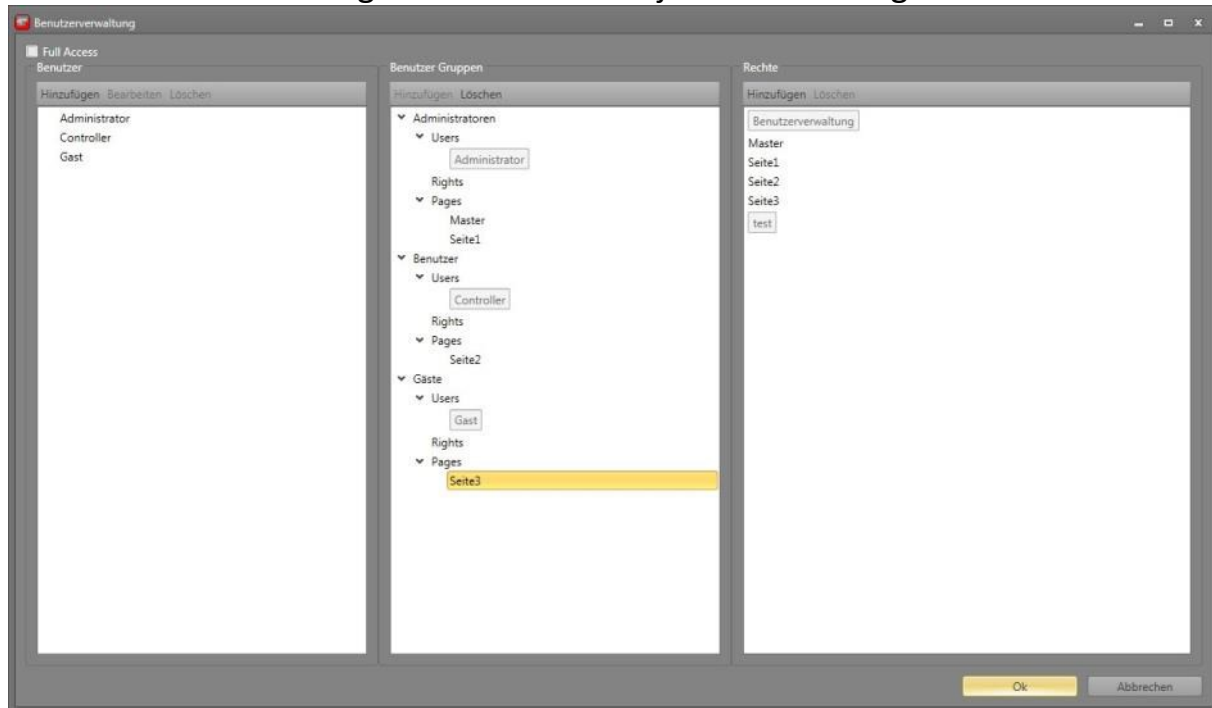 Benutzerverwaltung
Full Access
Benutzer
Hinzufügen Bearbeiten Löschen
Administrator
Controller
Gast
Benutzer Gruppen
Hinzufügen Löschen
Administratoren
Users
Administrator
Rights
Pages
Master
Seite1
Benutzer
Users
Controller
Rights
Pages
Seite2
Gäste
Users
Gast
Rights
Pages
Seite3
Rechte
Hinzufügen Löschen
Benutzerverwaltung
Master
Seite1
Seite2
Seite3
test
Ok Abbrechen